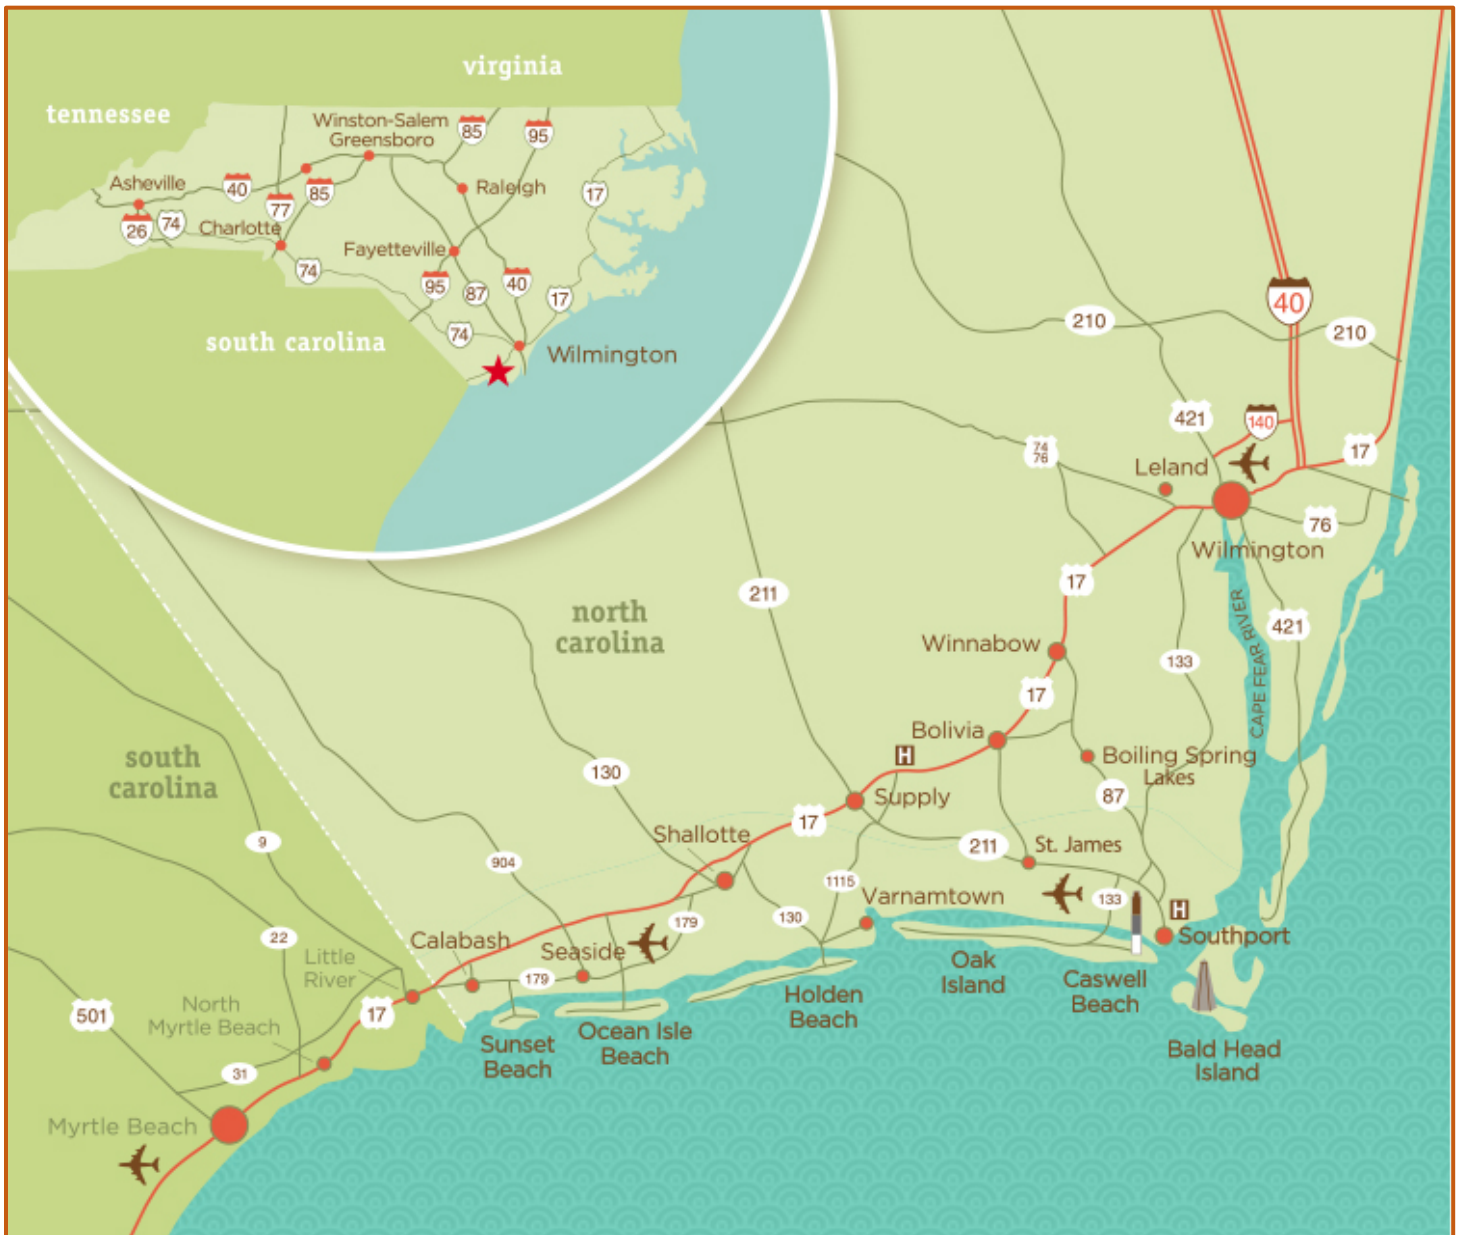 virginia
tennessee
Winston-Salem
Greensboro
85
95
Asheville
40
77
85
Raleigh
17
26
74
Charlotte
Fayetteville
74
95
87
40
17
74
south carolina
Wilmington
40
210
210
421
140
17
74
76
Leland
76
Wilmington
17
211
north
carolina
CAPE FEAR RIVER
421
Winnabow
133
17
Bolivia
H
Boiling Spring
Lakes
south
carolina
130
87
Supply
17
Shallotte
9
904
211
St. James
1115
Varnamtown
133
H
179
130
22
Calabash
Seaside
Southport
Little
River
179
Oak
Island
Caswell
Beach
North
Myrtle Beach
501
17
Holden
Beach
Sunset
Beach
Ocean Isle
Beach
Bald Head
Island
31
Myrtle Beach